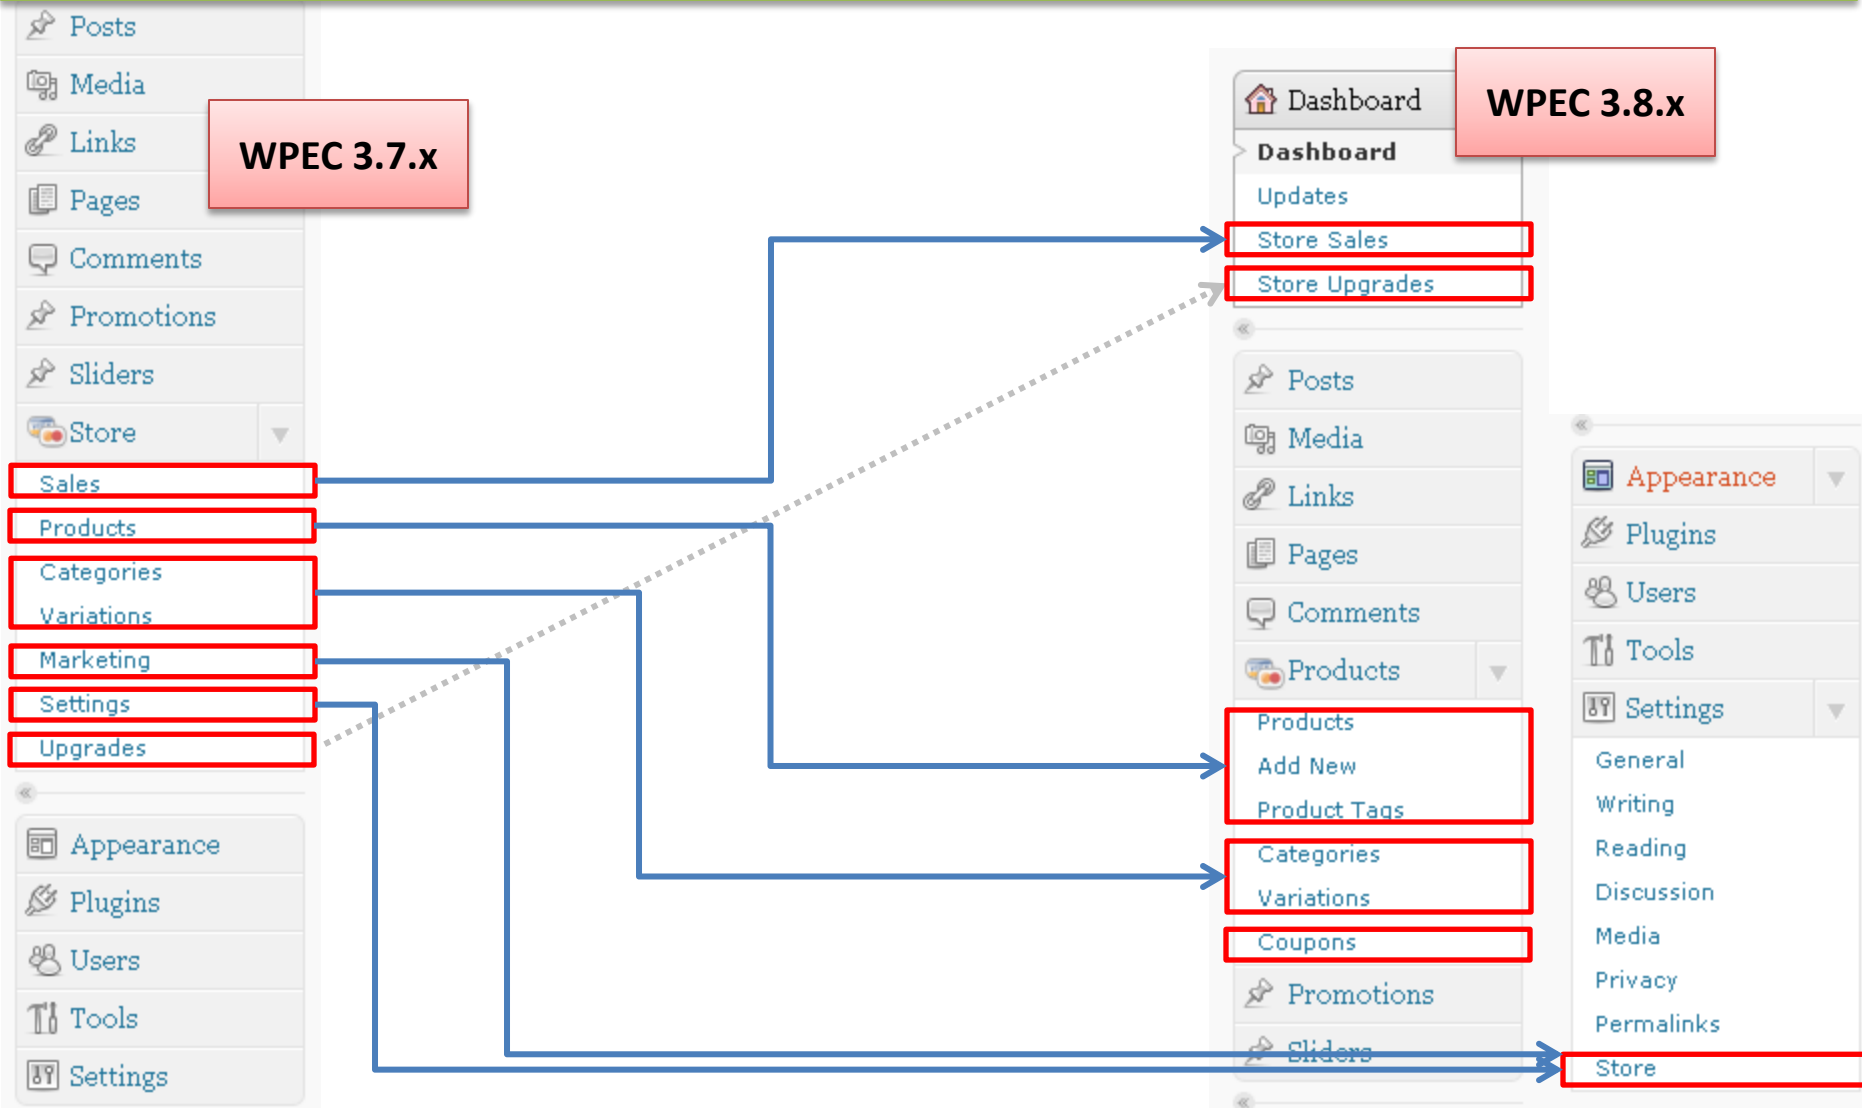 Posts
Media
Links
Pages
Comments
Promotions
Sliders
Store
Sales
Products
Categories
Variations
Marketing
Settings
Upgrades
Appearance
Plugins
Users
Tools
Settings
WPEC 3.7.x
Dashboard
Dashboard
Updates
Store Sales
Store Upgrades
Posts
Media
Links
Pages
Comments
Products
Products
Add New
Product Tags
Categories
Variations
Coupons
Promotions
Sliders
WPEC 3.8.x
Appearance
Plugins
Users
Tools
Settings
General
Writing
Reading
Discussion
Media
Privacy
Permalinks
Store